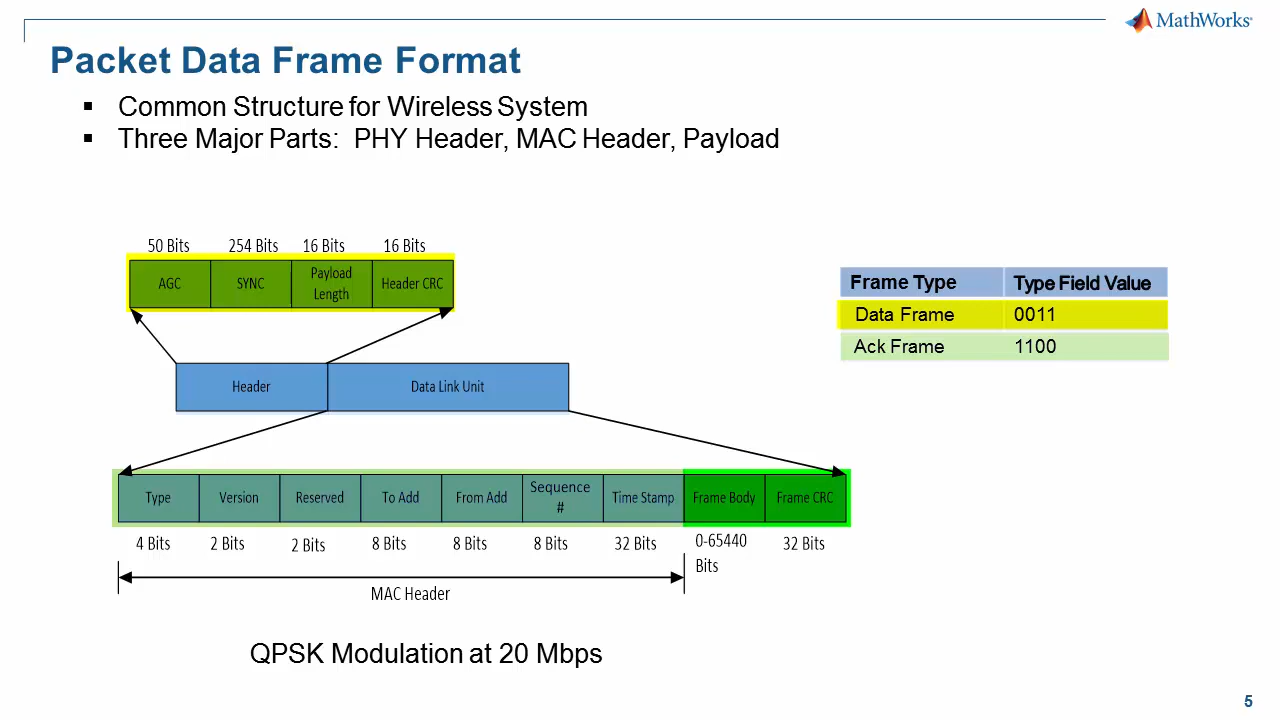 MathWorks®
Packet Data Frame Format
▪ Common Structure for Wireless System
▪ Three Major Parts: PHY Header, MAC Header, Payload
50 Bits 254 Bits 16 Bits 16 Bits
AGC SYNC Payload Length Header CRC
Frame Type Type Field Value
Data Frame 0011
Ack Frame 1100
Header Data Link Unit
Type Version Reserved To Add From Add Sequence # Time Stamp Frame Body Frame CRC
4 Bits 2 Bits 2 Bits 8 Bits 8 Bits 8 Bits 32 Bits 0-65440 Bits 32 Bits
MAC Header
QPSK Modulation at 20 Mbps
5